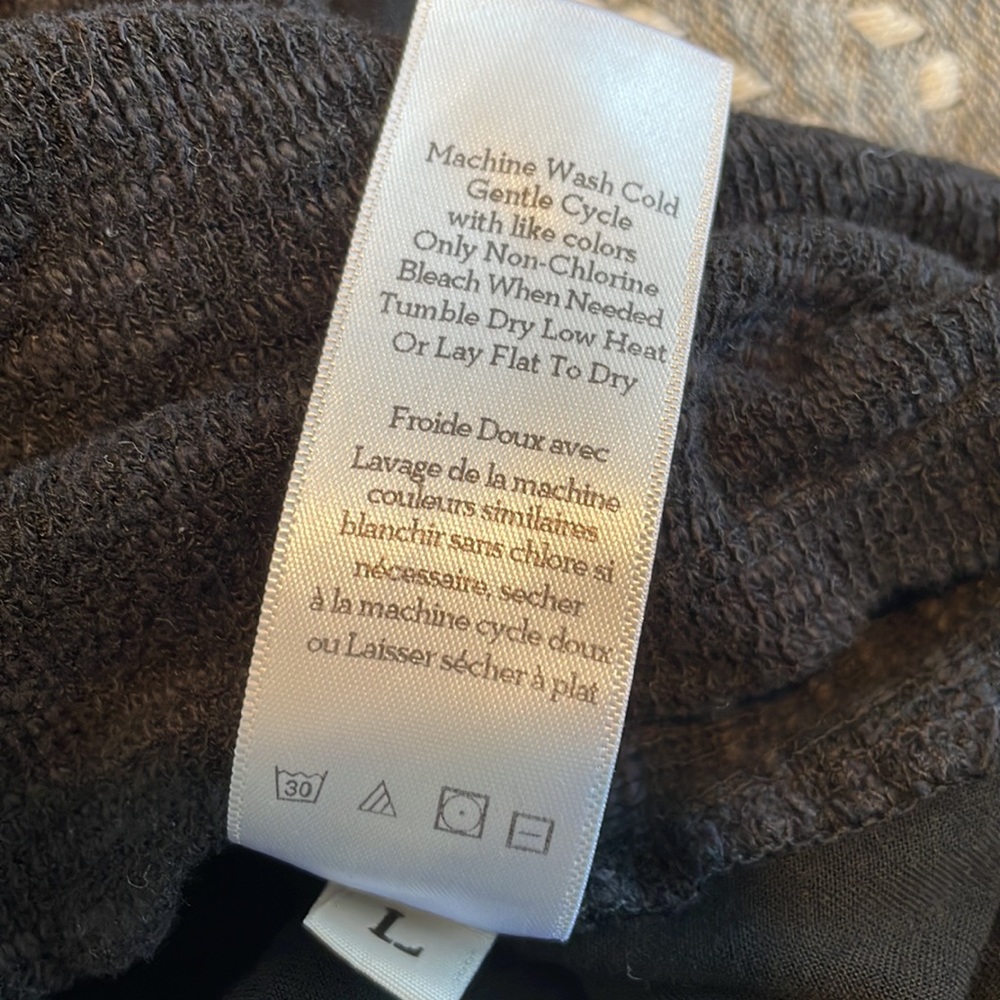 Machine Wash Cold
Gentle Cycle
with like colors
Only Non-Chlorine
Bleach When Needed
Tumble Dry Low Heat
Or Lay Flat To Dry
Froide Doux avec
Lavage de la machine
couleurs similaires
blanchir sans chlore si
nécessaire, secher
à la machine cycle doux
ou Laisser sécher à plat
30
L